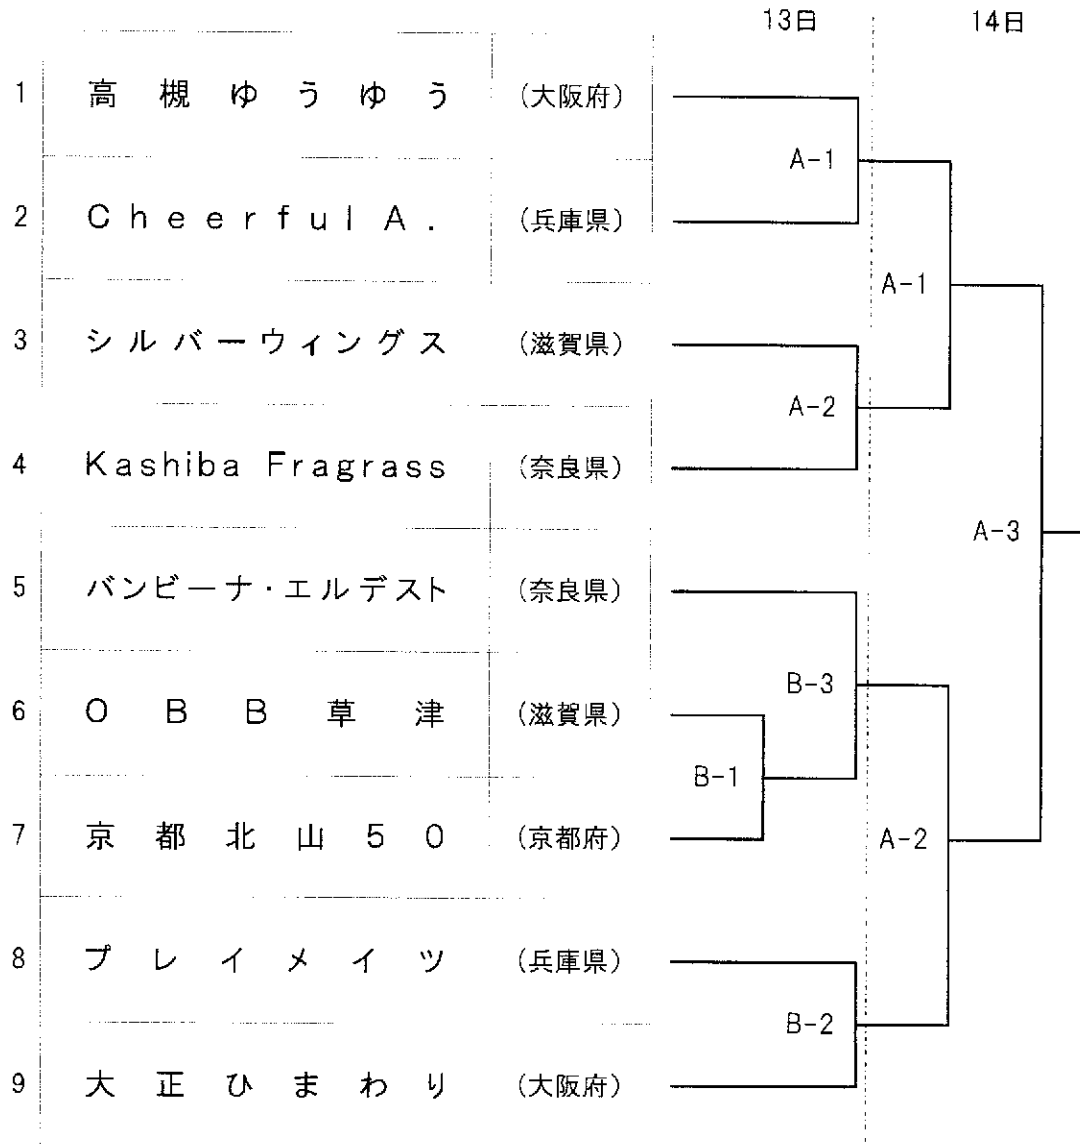 13日 14日
1 高槻ゆうゆう (大阪府)
A-1
2 Cheerful A. (兵庫県)
A-1
3 シルバーウィングス (滋賀県)
A-2
4 Kashiba Fragrass (奈良県)
A-3
5 バンビーナ・エルデスト (奈良県)
B-3
6 OBB草津 (滋賀県)
B-1
7 京都北山50 (京都府)
A-2
8 プレイメイツ (兵庫県)
B-2
9 大正ひまわり (大阪府)